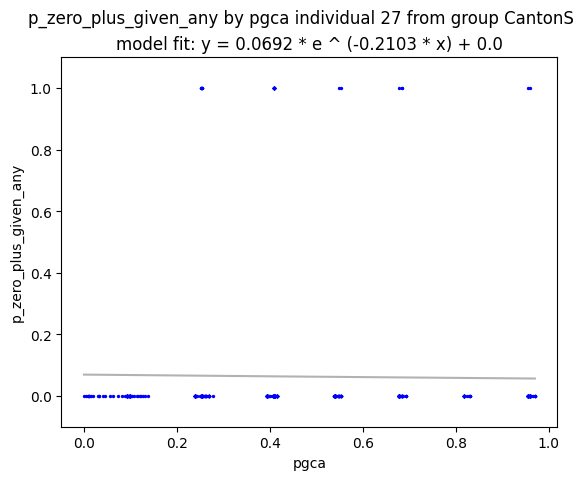 p_zero_plus_given_any by pgca individual 27 from group CantonS
model fit: y = 0.0692 * e ^ (-0.2103 * x) + 0.0
1.0
0.8
0.6
0.4
0.2
0.0
p_zero_plus_given_any
0.0 0.2 0.4 0.6 0.8 1.0
pgca